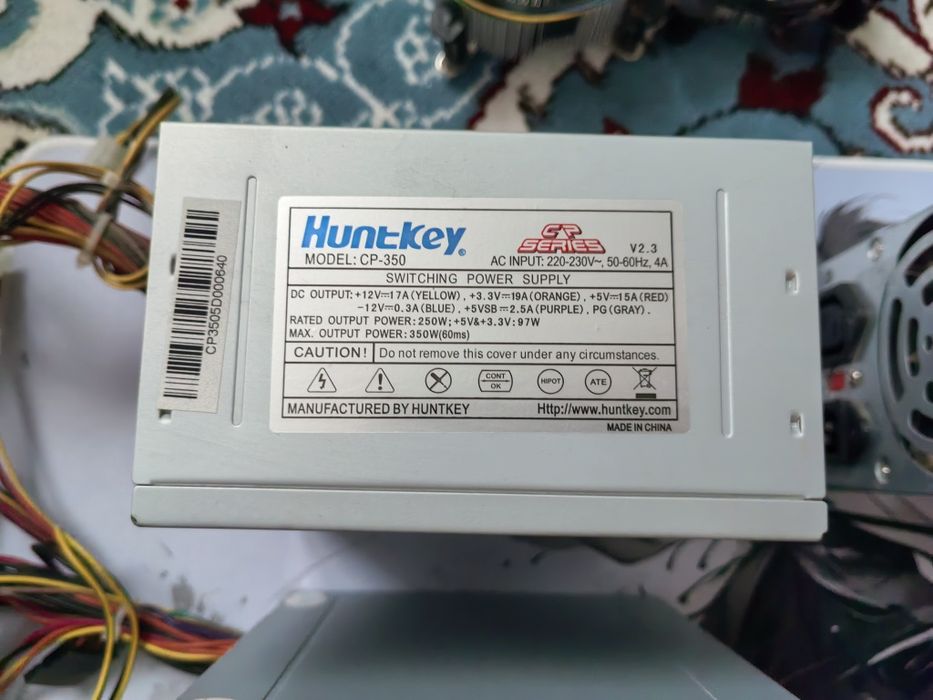 CP3505D000640
Huntkey®
CP SERIES
V2.3
MODEL: CP-350
AC INPUT: 220-230V~, 50-60Hz, 4A
SWITCHING POWER SUPPLY
DC OUTPUT: +12V⎓17A(YELLOW), +3.3V⎓19A(ORANGE), +5V⎓15A(RED)
-12V⎓0.3A(BLUE), +5VSB⎓2.5A(PURPLE), PG(GRAY).
RATED OUTPUT POWER: 250W; +5V&+3.3V: 97W
MAX. OUTPUT POWER: 350W(60ms)
CAUTION! Do not remove this cover under any circumstances.
CONT OK HIPOT ATE
MANUFACTURED BY HUNTKEY Http://www.huntkey.com
MADE IN CHINA